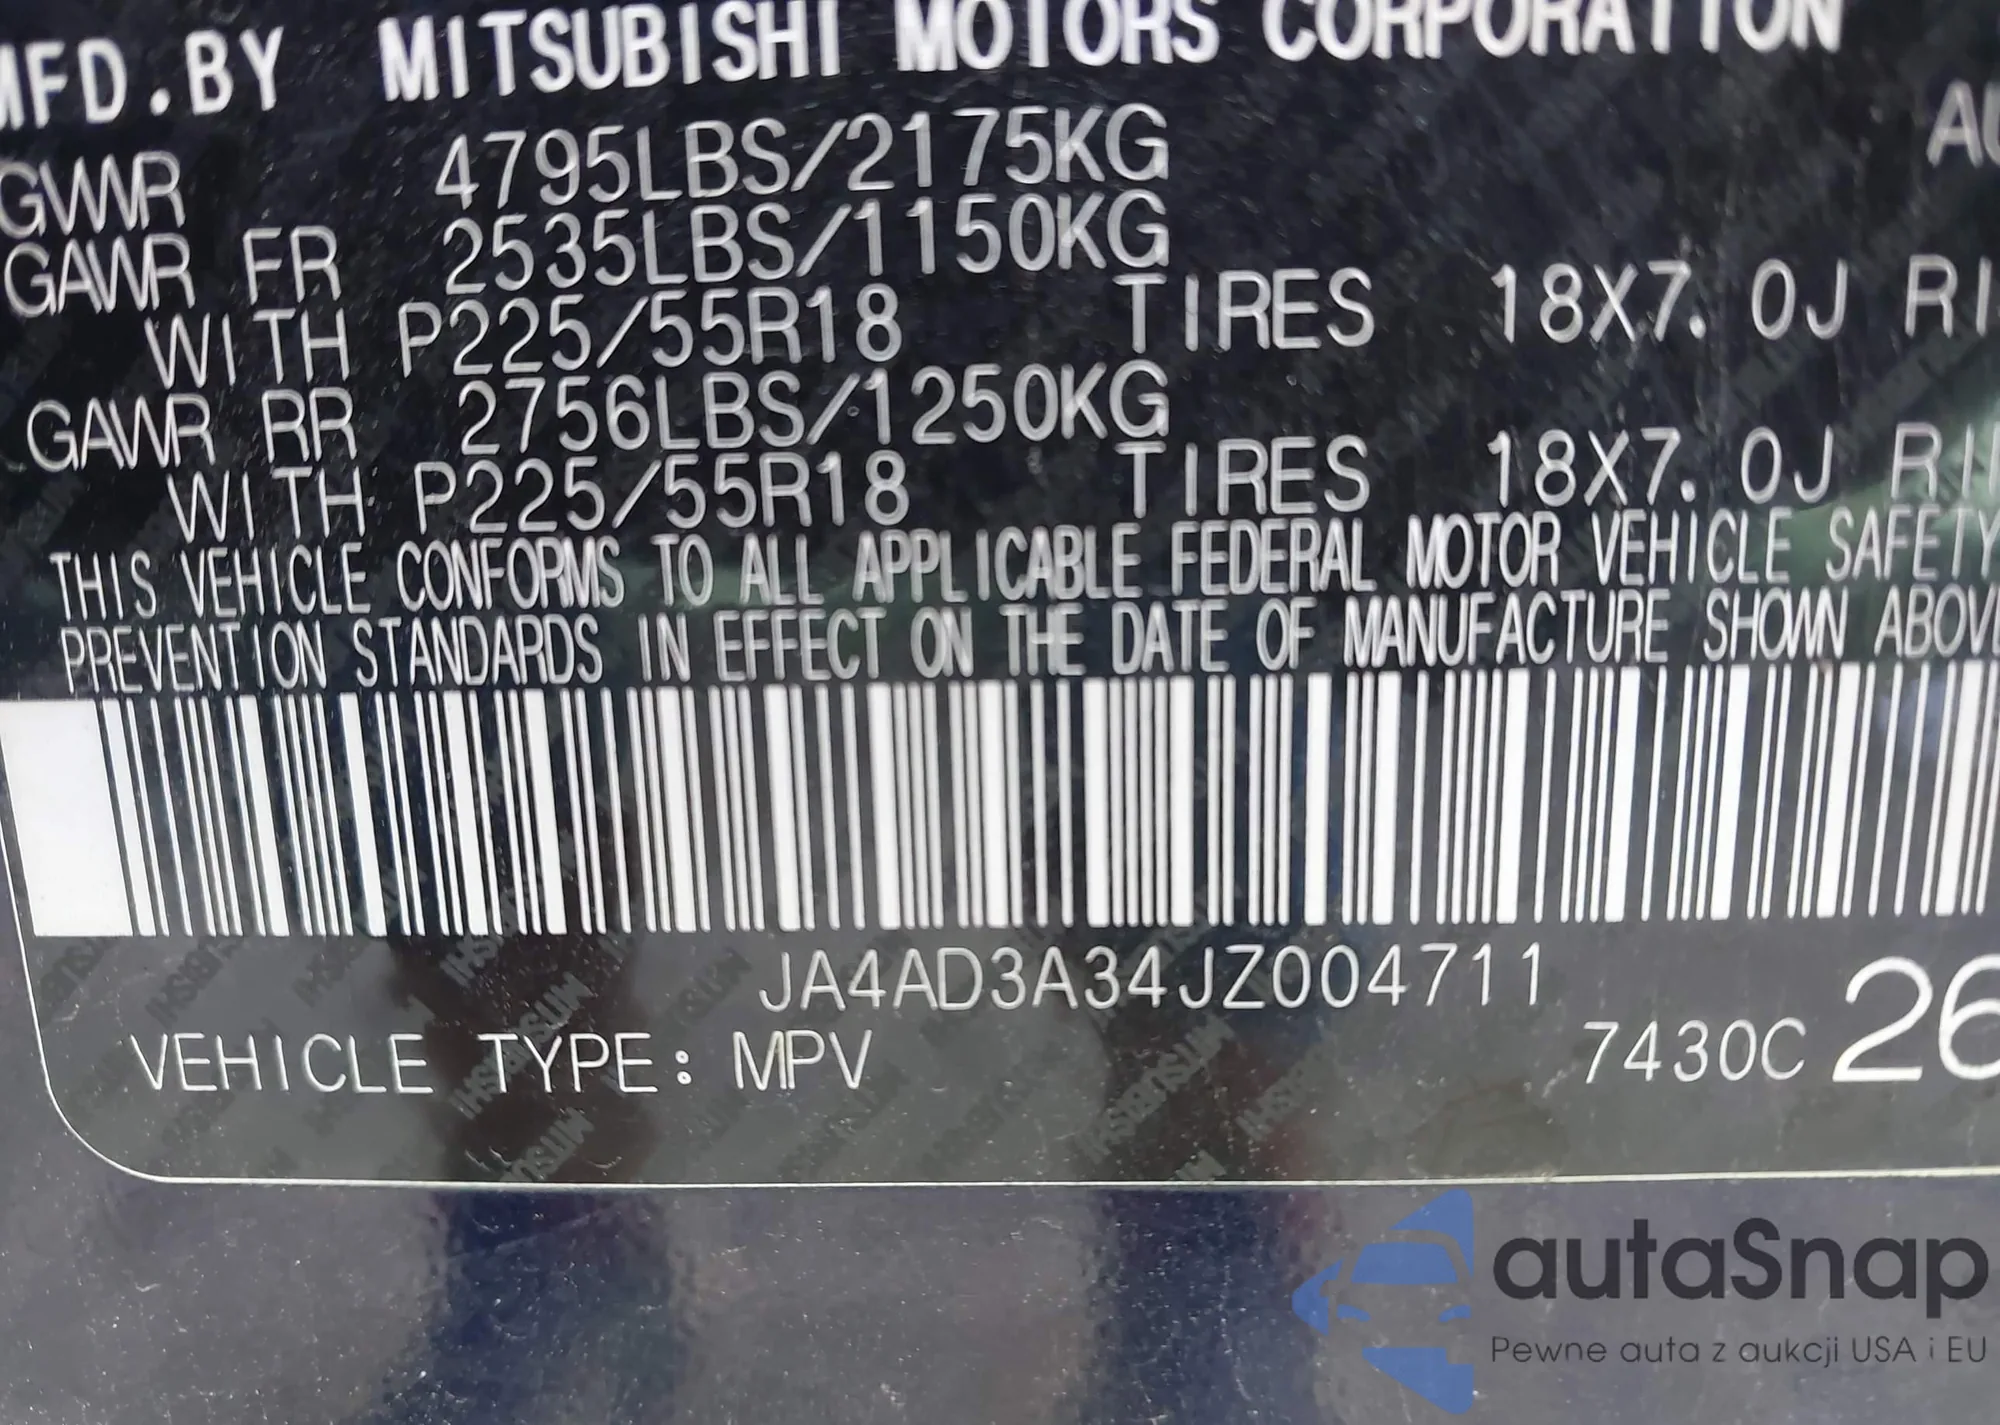 MFD.BY MITSUBISHI MOTORS CORPORATION
GVWR 4795LBS/2175KG
GAWR FR 2535LBS/1150KG
WITH P225/55R18 TIRES 18X7.0J
GAWR RR 2756LBS/1250KG
WITH P225/55R18 TIRES 18X7.0J
THIS VEHICLE CONFORMS TO ALL APPLICABLE FEDERAL MOTOR VEHICLE SAFETY
PREVENTION STANDARDS IN EFFECT ON THE DATE OF MANUFACTURE SHOWN ABOVE
JA4AD3A34JZ004711
VEHICLE TYPE: MPV 7430C 26
autaSnap
Pewne auta z aukcji USA i EU